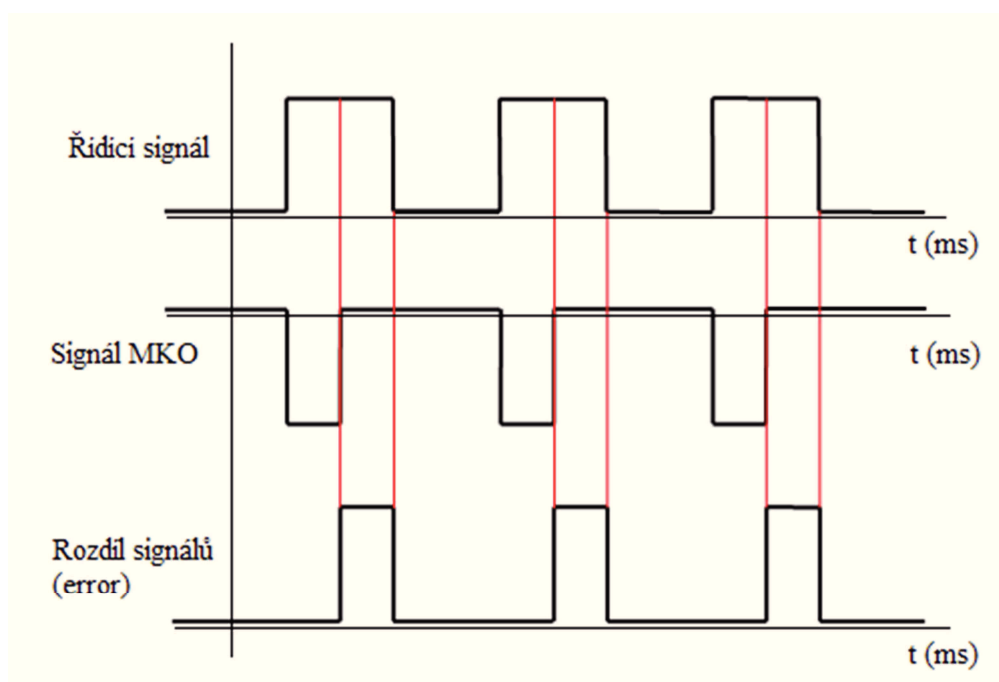 Řídicí signál
t (ms)
Signál MKO
t (ms)
Rozdíl signálů
(error)
t (ms)